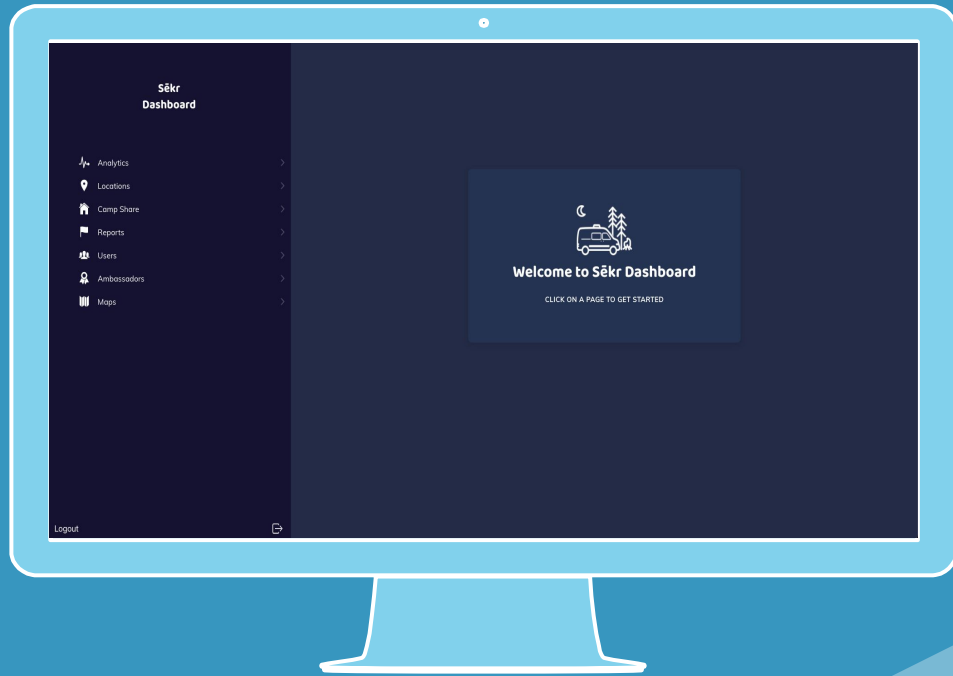 Sēkr
Dashboard
Analytics
Locations
Camp Share
Reports
Users
Ambassadors
Maps
Logout
Welcome to Sēkr Dashboard
CLICK ON A PAGE TO GET STARTED